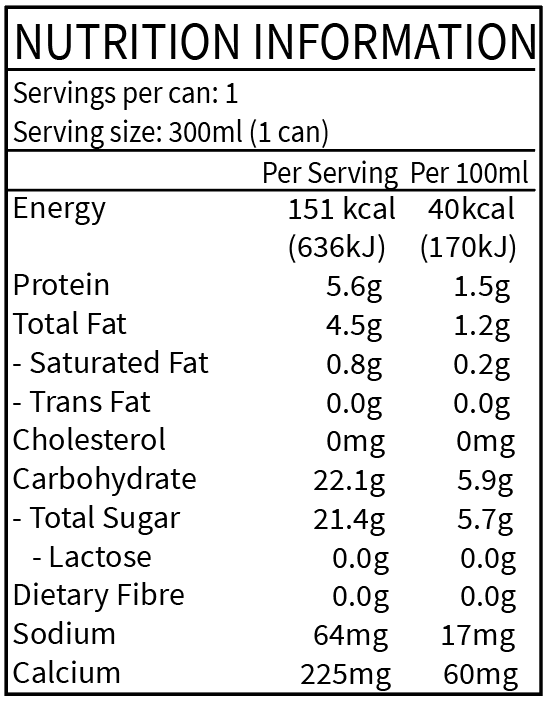 NUTRITION INFORMATION
Servings per can: 1
Serving size: 300ml (1 can)
Per Serving Per 100ml
Energy 151 kcal 40kcal
(636kJ) (170kJ)
Protein 5.6g 1.5g
Total Fat 4.5g 1.2g
- Saturated Fat 0.8g 0.2g
- Trans Fat 0.0g 0.0g
Cholesterol 0mg 0mg
Carbohydrate 22.1g 5.9g
- Total Sugar 21.4g 5.7g
- Lactose 0.0g 0.0g
Dietary Fibre 0.0g 0.0g
Sodium 64mg 17mg
Calcium 225mg 60mg